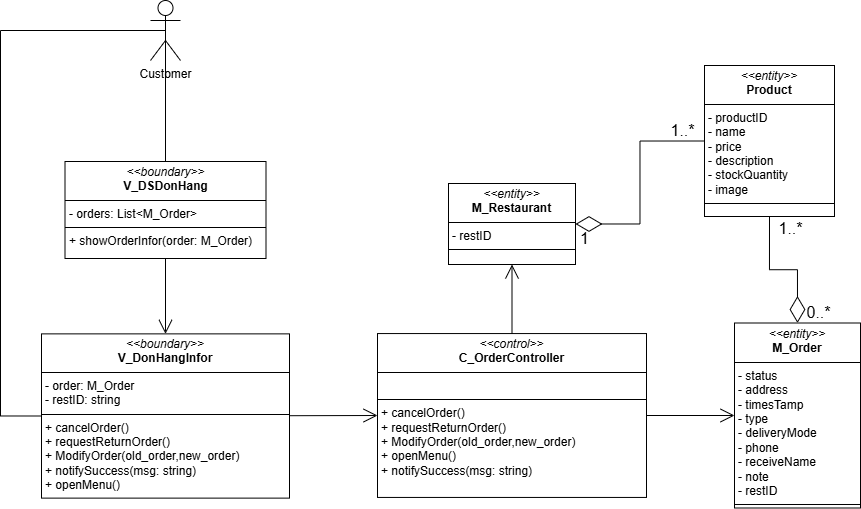 Customer
<<boundary>>
V_DSDonHang
- orders: List<M_Order>
+ showOrderInfor(order: M_Order)
<<entity>>
M_Restaurant
- restID
1
1..*
<<entity>>
Product
- productID
- name
- price
- description
- stockQuantity
- image
1..*
0..*
<<boundary>>
V_DonHangInfor
- order: M_Order
- restID: string
+ cancelOrder()
+ requestReturnOrder()
+ ModifyOrder(old_order,new_order)
+ notifySuccess(msg: string)
+ openMenu()
<<control>>
C_OrderController
+ cancelOrder()
+ requestReturnOrder()
+ ModifyOrder(old_order,new_order)
+ openMenu()
+ notifySuccess(msg: string)
<<entity>>
M_Order
- status
- address
- timesTamp
- type
- deliveryMode
- phone
- receiveName
- note
- restID